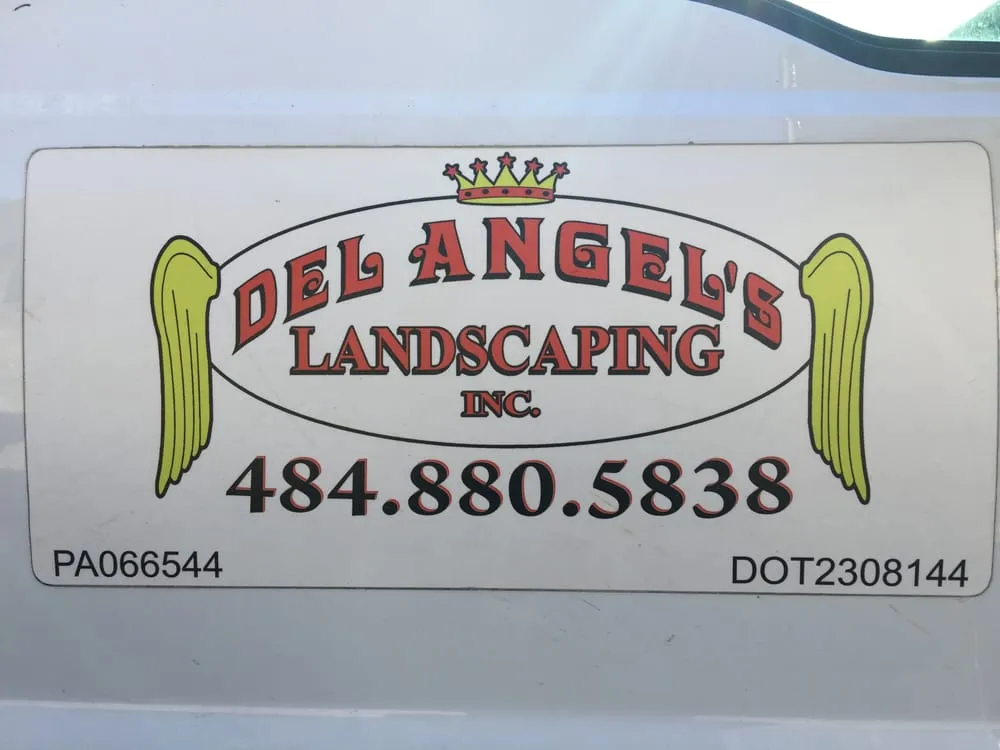 DEL ANGEL'S
LANDSCAPING
INC.
484.880.5838
PA066544
DOT2308144